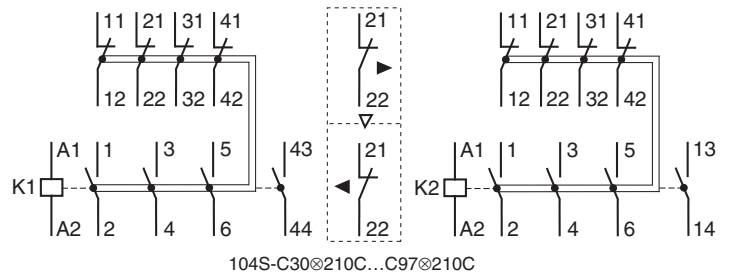 11 21 31 41 21 11 21 31 41
12 22 32 42 22 12 22 32 42
A1 1 3 5 43 21 A1 1 3 5 13
K1 K2
A2 2 4 6 44 22 A2 2 4 6 14
104S-C30⊗210C...C97⊗210C